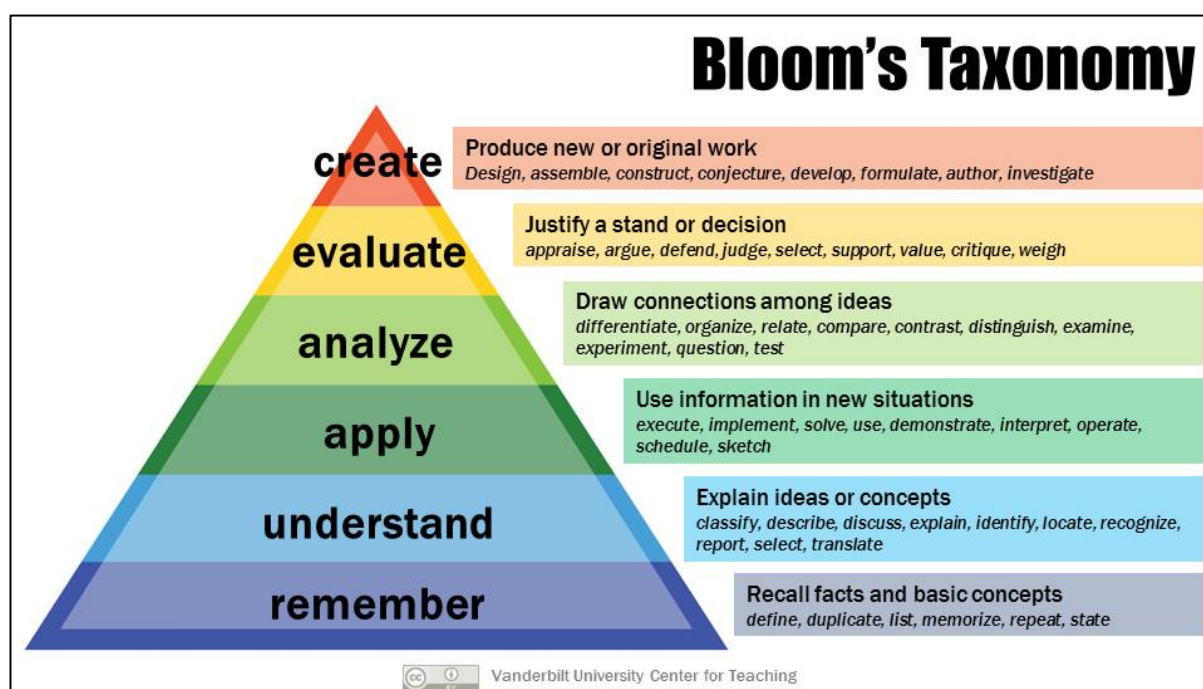 Bloom's Taxonomy
create
Produce new or original work
Design, assemble, construct, conjecture, develop, formulate, author, investigate
evaluate
Justify a stand or decision
appraise, argue, defend, judge, select, support, value, critique, weigh
analyze
Draw connections among ideas
differentiate, organize, relate, compare, contrast, distinguish, examine,
experiment, question, test
apply
Use information in new situations
execute, implement, solve, use, demonstrate, interpret, operate,
schedule, sketch
understand
Explain ideas or concepts
classify, describe, discuss, explain, identify, locate, recognize,
report, select, translate
remember
Recall facts and basic concepts
define, duplicate, list, memorize, repeat, state
cc
Vanderbilt University Center for Teaching